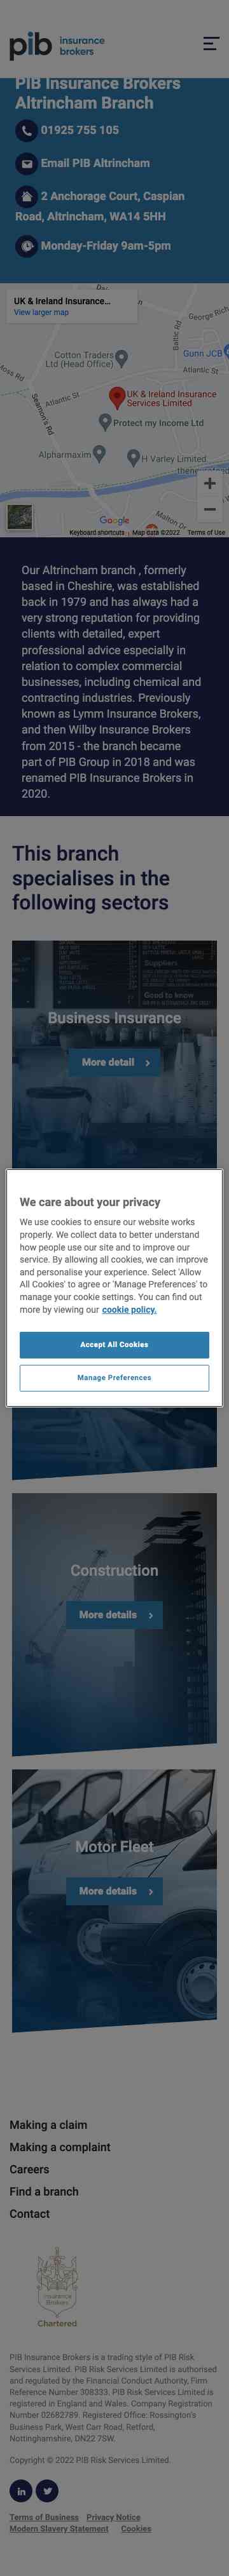 pib insurance
brokers
PIB Insurance Brokers
Altrincham Branch
01925 755 105
Email PIB Altrincham
2 Anchorage Court, Caspian
Road, Altrincham, WA14 5HH
Monday-Friday 9am-5pm
UK & Ireland Insurance...
View larger map
George Rich
Baltic Rd
Gunn JCB
Cotton Traders
Ltd (Head Office)
Atlantic St
oss Rd
Seamon's Rd
Atlantic St
UK & Ireland Insurance
Services Limited
Protect my Income Ltd
Alpharmaxim
H Varley Limited
Google
Malton Dr
Keyboard shortcuts
Map data ©2022
Terms of Use
Our Altrincham branch , formerly
based in Cheshire, was established
back in 1979 and has always had a
very strong reputation for providing
clients with detailed, expert
professional advice especially in
relation to complex commercial
businesses, including chemical and
contracting industries. Previously
known as Lymm Insurance Brokers,
and then Wilby Insurance Brokers
from 2015 - the branch became
part of PIB Group in 2018 and was
renamed PIB Insurance Brokers in
2020.
This branch
specialises in the
following sectors
Suppliers
Good to know
Business Insurance
More detail
We care about your privacy
We use cookies to ensure our website works
properly. We collect data to better understand
how people use our site and to improve our
service. By allowing all cookies, we can improve
and personalise your experience. Select 'Allow
All Cookies' to agree or 'Manage Preferences' to
manage your cookie settings. You can find out
more by viewing our cookie policy.
Accept All Cookies
Manage Preferences
Construction
More details
Motor Fleet
More details
Making a claim
Making a complaint
Careers
Find a branch
Contact
Insurance
Brokers
Chartered
PIB Insurance Brokers is a trading style of PIB Risk
Services Limited. PIB Risk Services Limited is authorised
and regulated by the Financial Conduct Authority, Firm
Reference Number 308333. PIB Risk Services Limited is
registered in England and Wales. Company Registration
Number 02682789. Registered Office: Rossington's
Business Park, West Carr Road, Retford,
Nottinghamshire, DN22 7SW.
Copyright © 2022 PIB Risk Services Limited.
Terms of Business Privacy Notice
Modern Slavery Statement Cookies